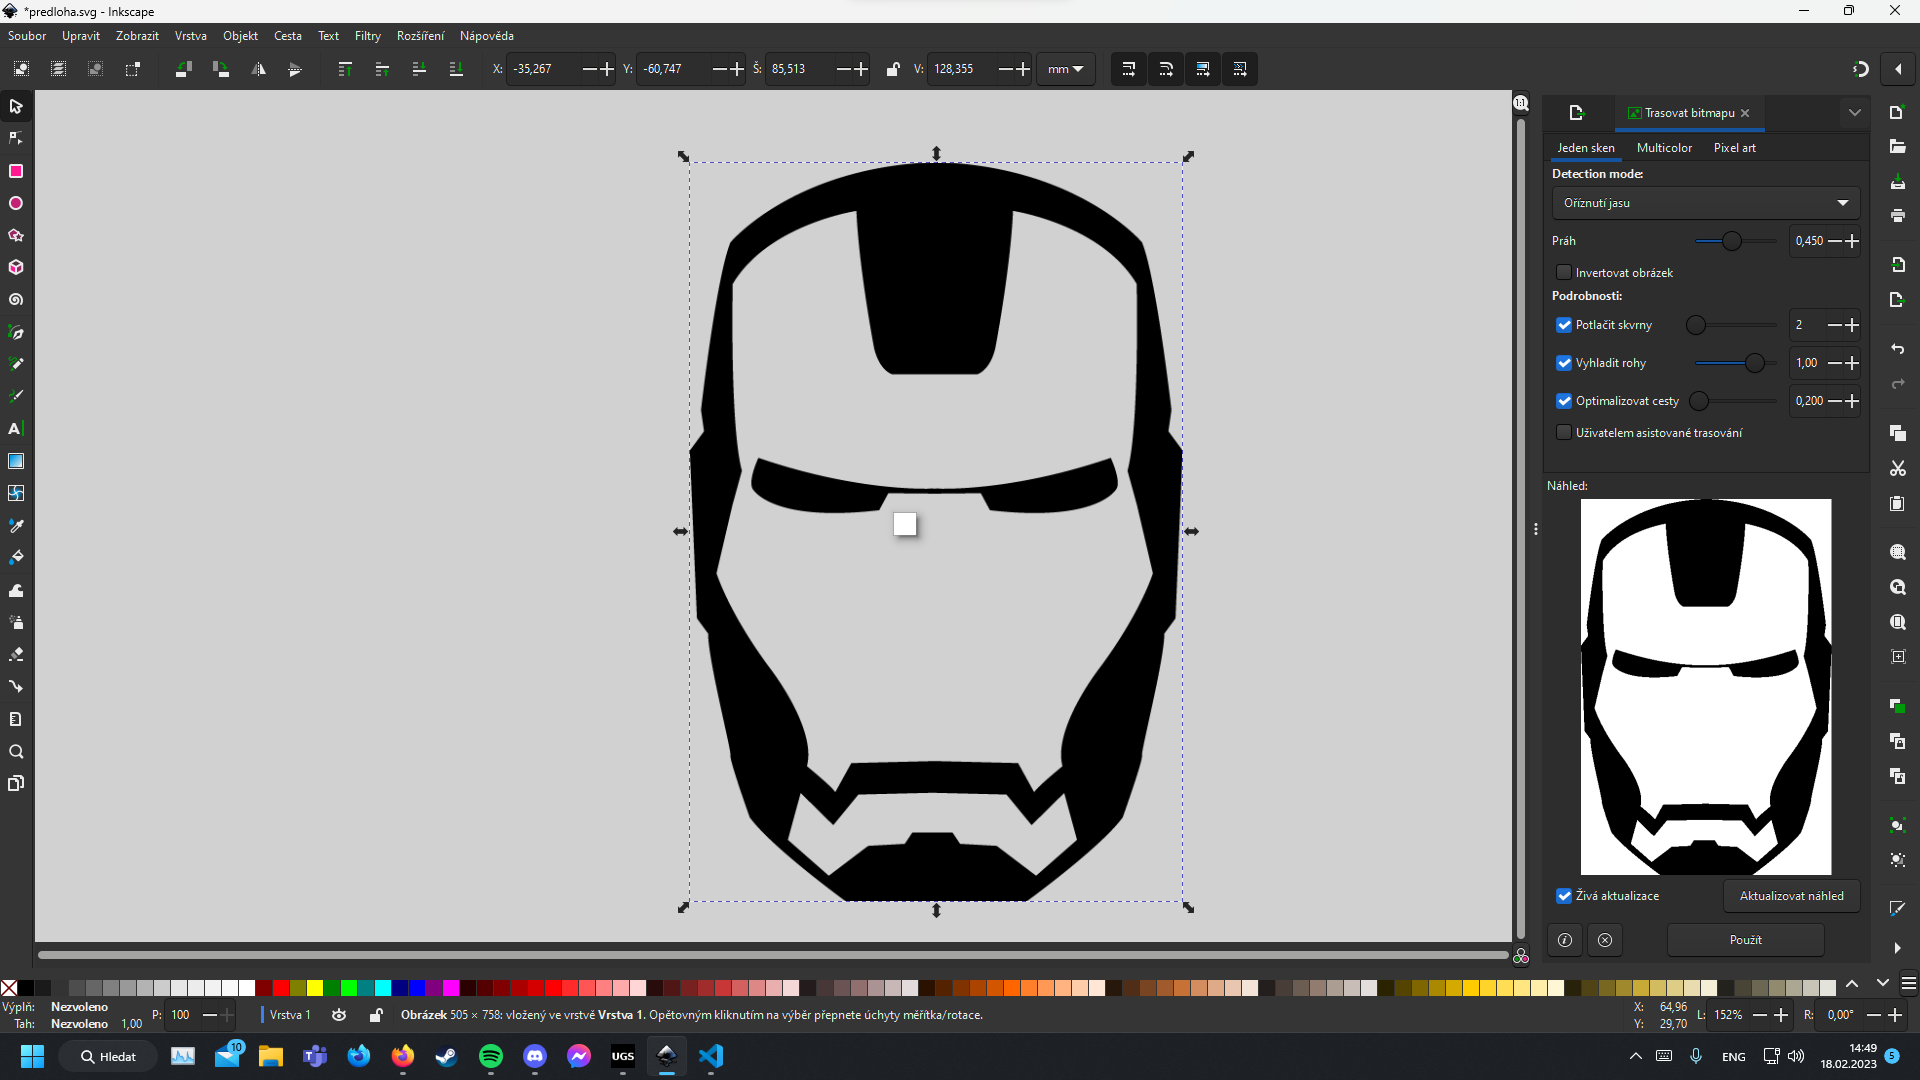 *predloha.svg - Inkscape
Soubor Upravit Zobrazit Vrstva Objekt Cesta Text Filtry Rozšíření Nápověda
X: -35,267 Y: -60,747 Š: 85,513 V: 128,355 mm
1:1
Trasovat bitmapu
Jeden sken Multicolor Pixel art
Detection mode:
Oříznutí jasu
Práh 0,450
Invertovat obrázek
Podrobnosti:
Potlačit skvrny 2
Vyhladit rohy 1,00
Optimalizovat cesty 0,200
Uživatelem asistované trasování
Náhled:
Živá aktualizace Aktualizovat náhled
Použít
Výplň: Nezvoleno
Tah: Nezvoleno 1,00
P: 100
Vrstva 1
Obrázek 505 × 758: vložený ve vrstvě Vrstva 1. Opětovným kliknutím na výběr přepnete úchyty měřítka/rotace.
X: 64,96
Y: 29,70
L: 152%
R: 0,00°
Hledat
10
UGS
ENG
14:49
18.02.2023
5